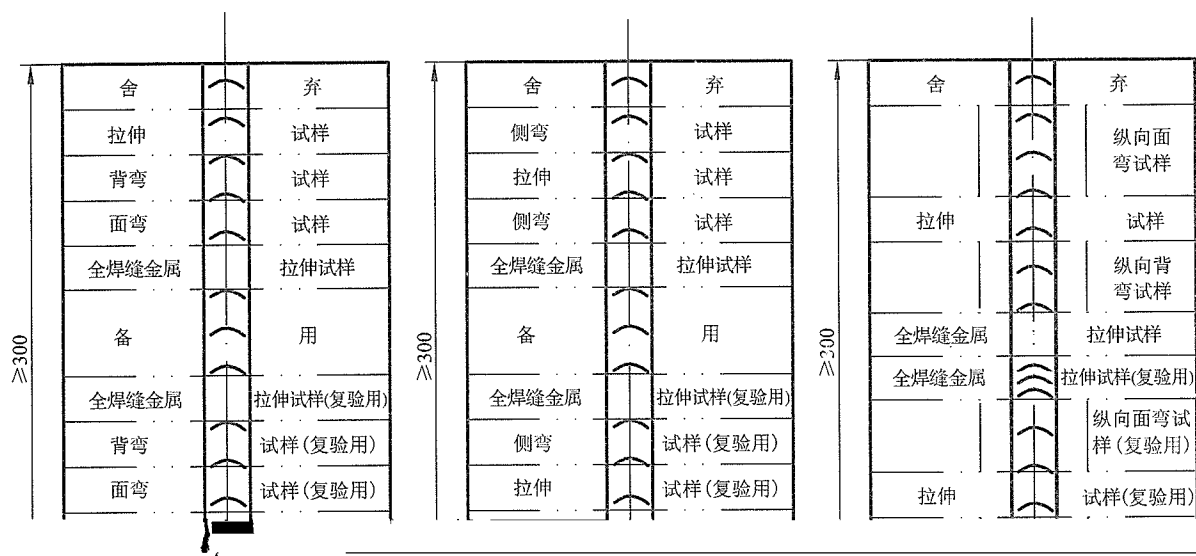 舍 弃
拉伸 试样
背弯 试样
面弯 试样
全焊缝金属 拉伸试样
备 用
全焊缝金属 拉伸试样(复验用)
背弯 试样(复验用)
面弯 试样(复验用)
≥300
舍 弃
侧弯 试样
拉伸 试样
侧弯 试样
全焊缝金属 拉伸试样
备 用
全焊缝金属 拉伸试样(复验用)
侧弯 试样(复验用)
拉伸 试样(复验用)
≥300
舍 弃
纵向面
弯试样
拉伸 试样
纵向背
弯试样
全焊缝金属 拉伸试样
全焊缝金属 拉伸试样(复验用)
纵向面弯试
样(复验用)
拉伸 试样(复验用)
≥300